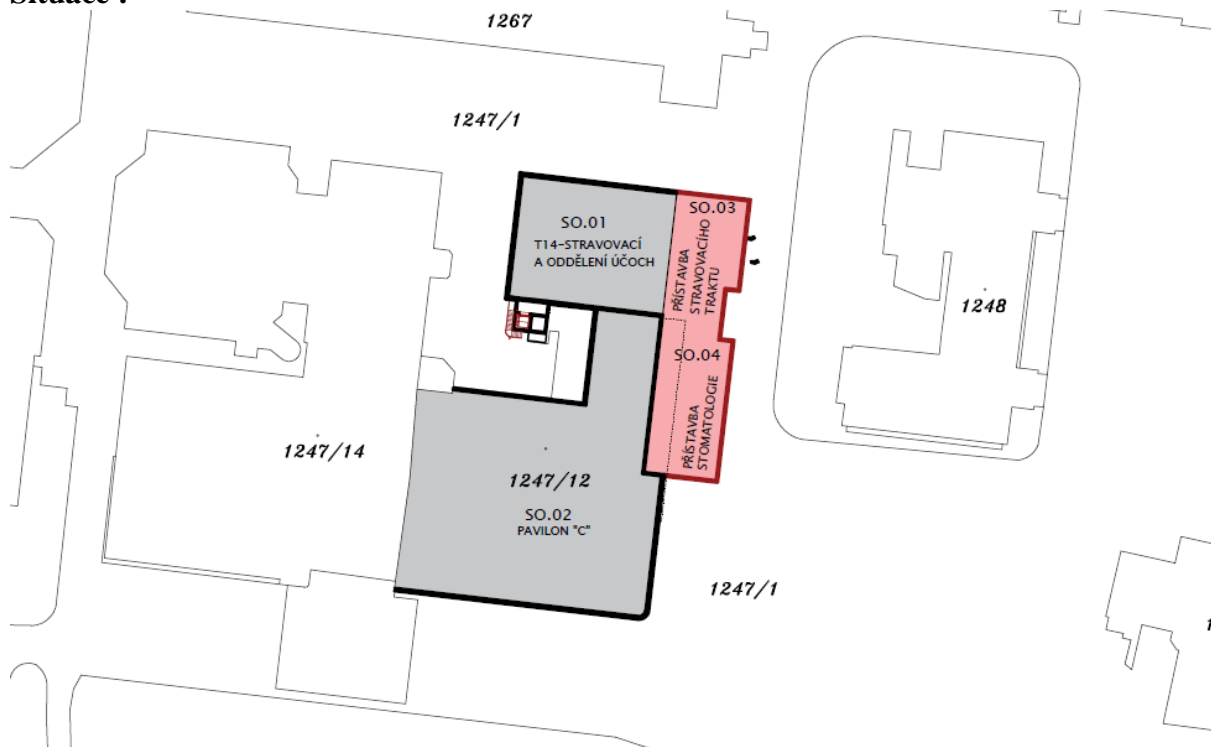 Situace :
1267
1247/1
SO.01
T14-STRAVOVACÍ
A ODDĚLENÍ ÚČOCH
SO.03
PŘÍSTAVBA
STRAVOVACÍHO
TRAKTU
1248
SO.04
PŘÍSTAVBA
STOMATOLOGIE
1247/14
1247/12
SO.02
PAVILON "C"
1247/1